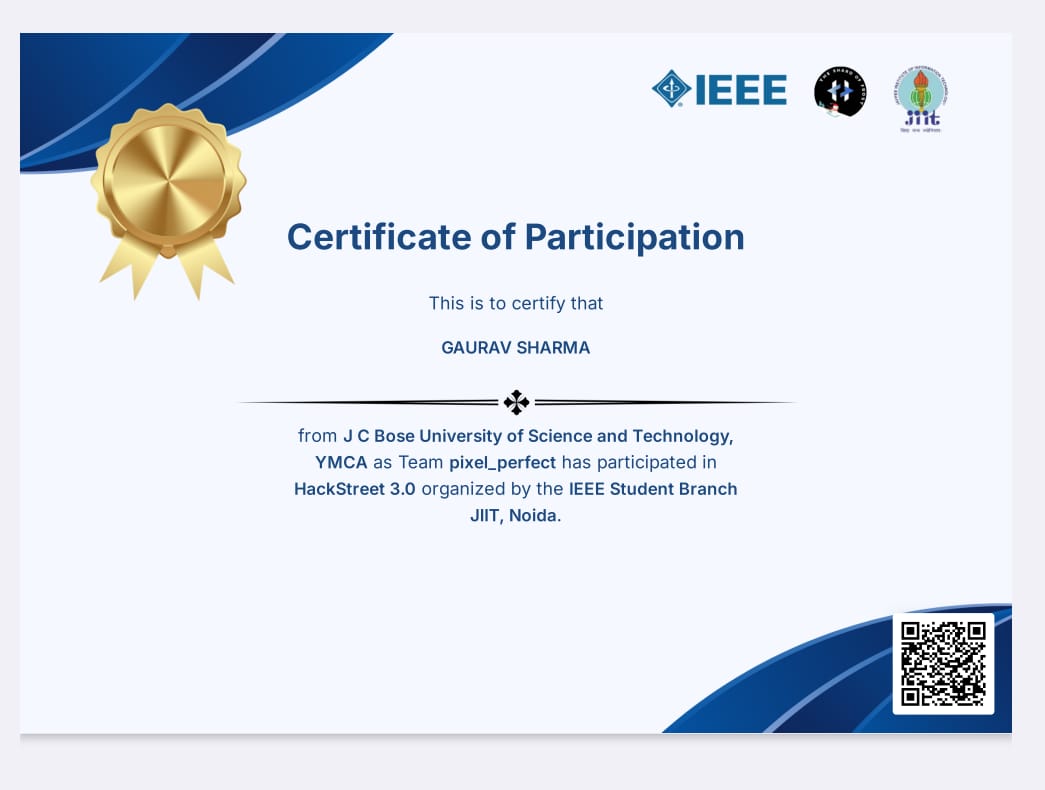 IEEE
jiit
Certificate of Participation
This is to certify that
GAURAV SHARMA
from J C Bose University of Science and Technology,
YMCA as Team pixel_perfect has participated in
HackStreet 3.0 organized by the IEEE Student Branch
JIIT, Noida.